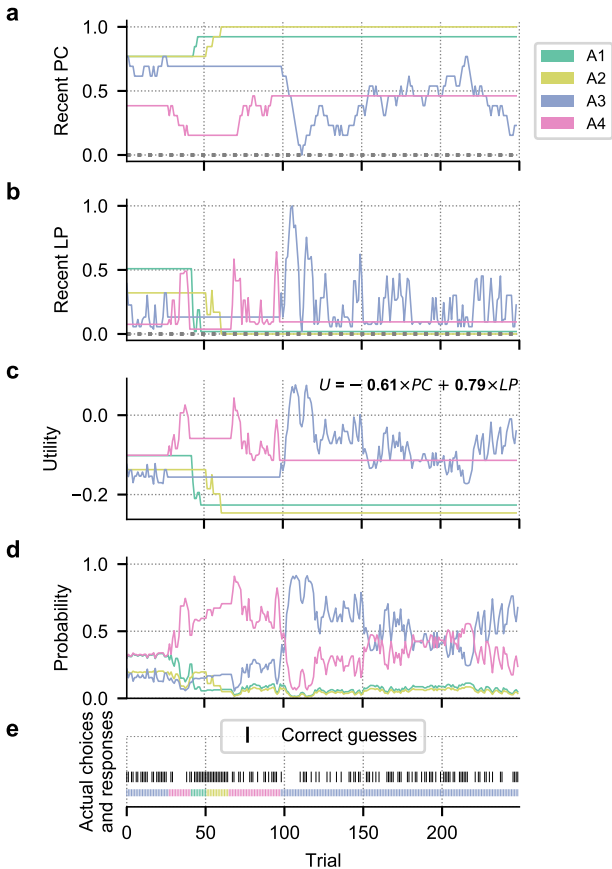 a
1.0
0.5
0.0
Recent PC
A1
A2
A3
A4
b
1.0
0.5
0.0
Recent LP
c
U = − 0.61×PC + 0.79×LP
0.0
−0.2
Utility
d
1.0
0.5
0.0
Probability
e
Correct guesses
Actual choices
and responses
0
50
100
150
200
Trial